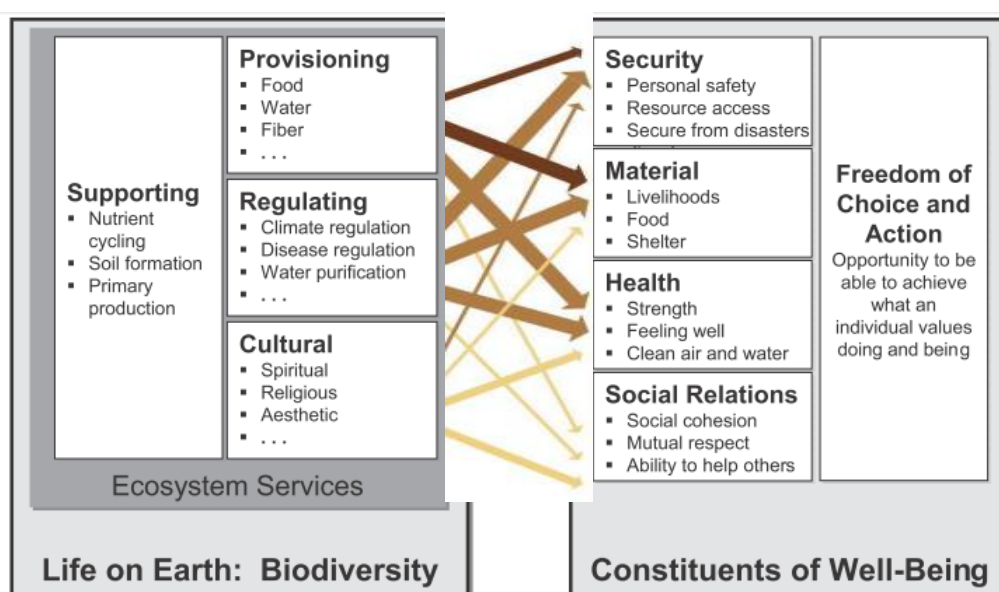 Supporting
▪ Nutrient
cycling
▪ Soil formation
▪ Primary
production
Provisioning
▪ Food
▪ Water
▪ Fiber
▪ . . .
Regulating
▪ Climate regulation
▪ Disease regulation
▪ Water purification
▪ . . .
Cultural
▪ Spiritual
▪ Religious
▪ Aesthetic
▪ . . .
Ecosystem Services
Life on Earth: Biodiversity
Security
▪ Personal safety
▪ Resource access
▪ Secure from disasters
Material
▪ Livelihoods
▪ Food
▪ Shelter
Health
▪ Strength
▪ Feeling well
▪ Clean air and water
Social Relations
▪ Social cohesion
▪ Mutual respect
▪ Ability to help others
Freedom of
Choice and
Action
Opportunity to be
able to achieve
what an
individual values
doing and being
Constituents of Well-Being